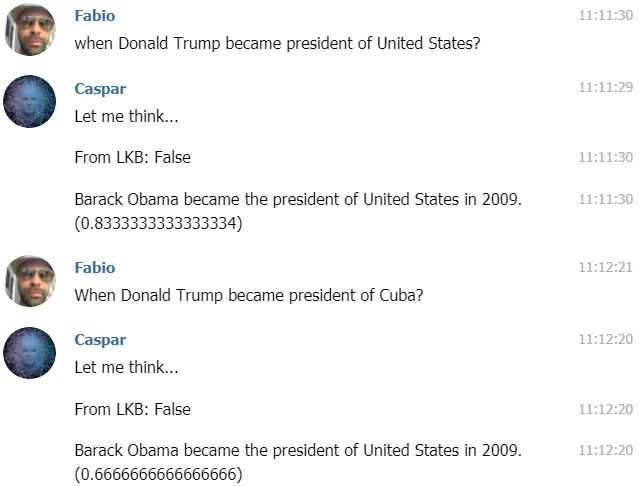 Fabio 11:11:30
when Donald Trump became president of United States?
Caspar 11:11:29
Let me think...
From LKB: False 11:11:30
Barack Obama became the president of United States in 2009. 11:11:30
(0.8333333333333334)
Fabio 11:12:21
When Donald Trump became president of Cuba?
Caspar 11:12:20
Let me think...
From LKB: False 11:12:20
Barack Obama became the president of United States in 2009. 11:12:20
(0.6666666666666666)